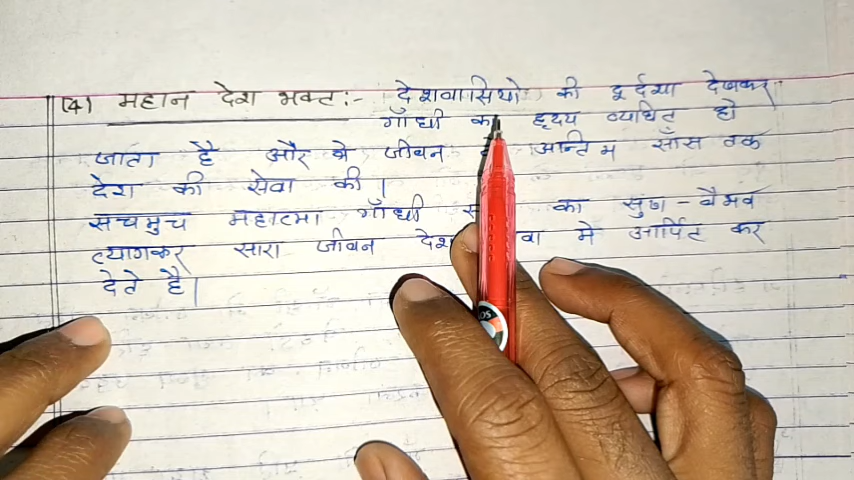 (4) महान देश भक्त:- देशवासियो की दुर्दशा देखकर
गाँधी का हृदय व्यथित हो
जाता है और वे जीवन अन्तिम साँस तक
देश की सेवा की।
सचमुच महात्मा गाँधी का सुख-वैभव
त्यागकर सारा जीवन देश वा मे अर्पित कर
देते है।